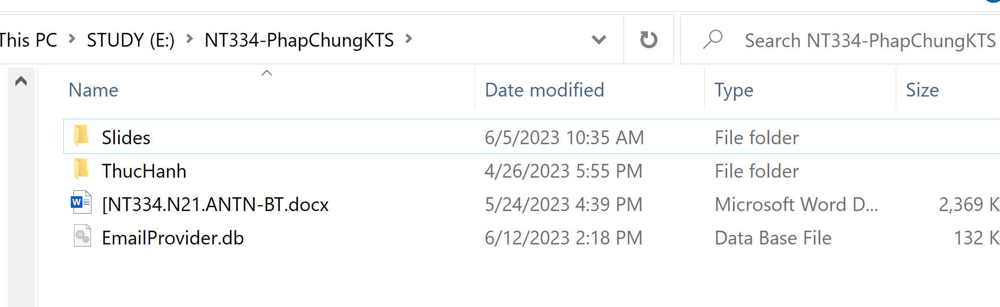 This PC > STUDY (E:) > NT334-PhapChungKTS >
Search NT334-PhapChungKTS
Name Date modified Type Size
Slides 6/5/2023 10:35 AM File folder
ThucHanh 4/26/2023 5:55 PM File folder
[NT334.N21.ANTN-BT.docx 5/24/2023 4:39 PM Microsoft Word D... 2,369 K
EmailProvider.db 6/12/2023 2:18 PM Data Base File 132 K